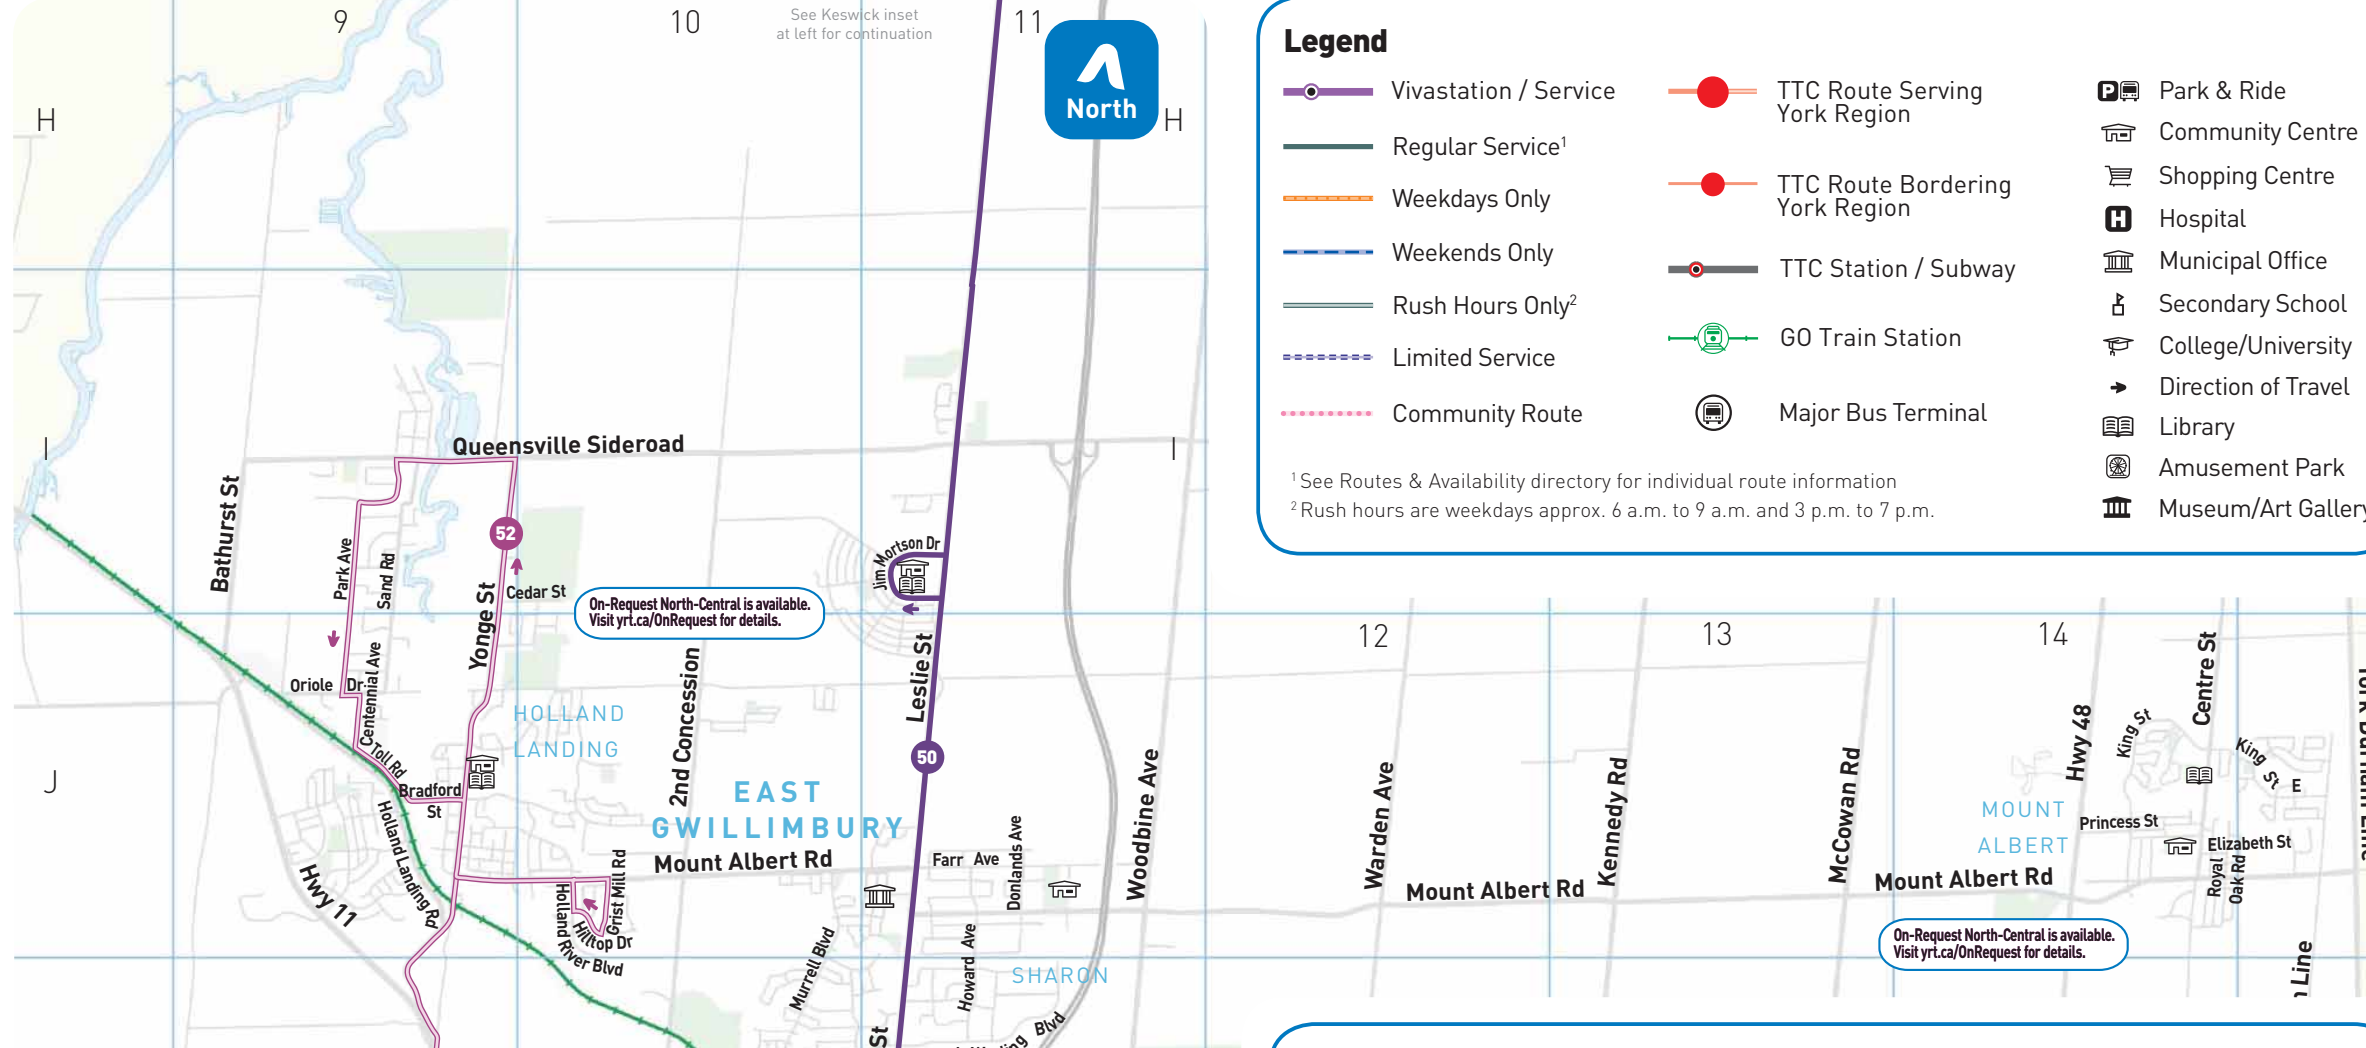 9
10
See Keswick inset
at left for continuation
11
North
H
H
Legend
Vivastation / Service
Regular Service1
Weekdays Only
Weekends Only
Rush Hours Only2
Limited Service
Community Route
TTC Route Serving
York Region
TTC Route Bordering
York Region
TTC Station / Subway
GO Train Station
Major Bus Terminal
P
Park & Ride
Community Centre
Shopping Centre
H
Hospital
Municipal Office
Secondary School
College/University
Direction of Travel
Library
Amusement Park
Museum/Art Gallery
1 See Routes & Availability directory for individual route information
2 Rush hours are weekdays approx. 6 a.m. to 9 a.m. and 3 p.m. to 7 p.m.
I
I
Queensville Sideroad
Bathurst St
Park Ave
Sand Rd
52
Yonge St
Cedar St
On-Request North-Central is available.
Visit yrt.ca/OnRequest for details.
Jim Mortson Dr
Leslie St
Oriole Dr
Centennial Ave
Toll Rd
Bradford
St
HOLLAND
LANDING
2nd Concession
50
J
EAST
GWILLIMBURY
Mount Albert Rd
Farr Ave
Donlands Ave
Woodbine Ave
Holland Landing Rd
Hwy 11
Holland River Blvd
Grist Mill Rd
Hilltop Dr
Murrell Blvd
Howard Ave
SHARON
St
Blvd
12
13
14
Warden Ave
Mount Albert Rd
Kennedy Rd
McCowan Rd
Mount Albert Rd
Hwy 48
King St
Centre St
King St E
MOUNT
ALBERT
Princess St
Elizabeth St
Royal
Oak Rd
On-Request North-Central is available.
Visit yrt.ca/OnRequest for details.
Line